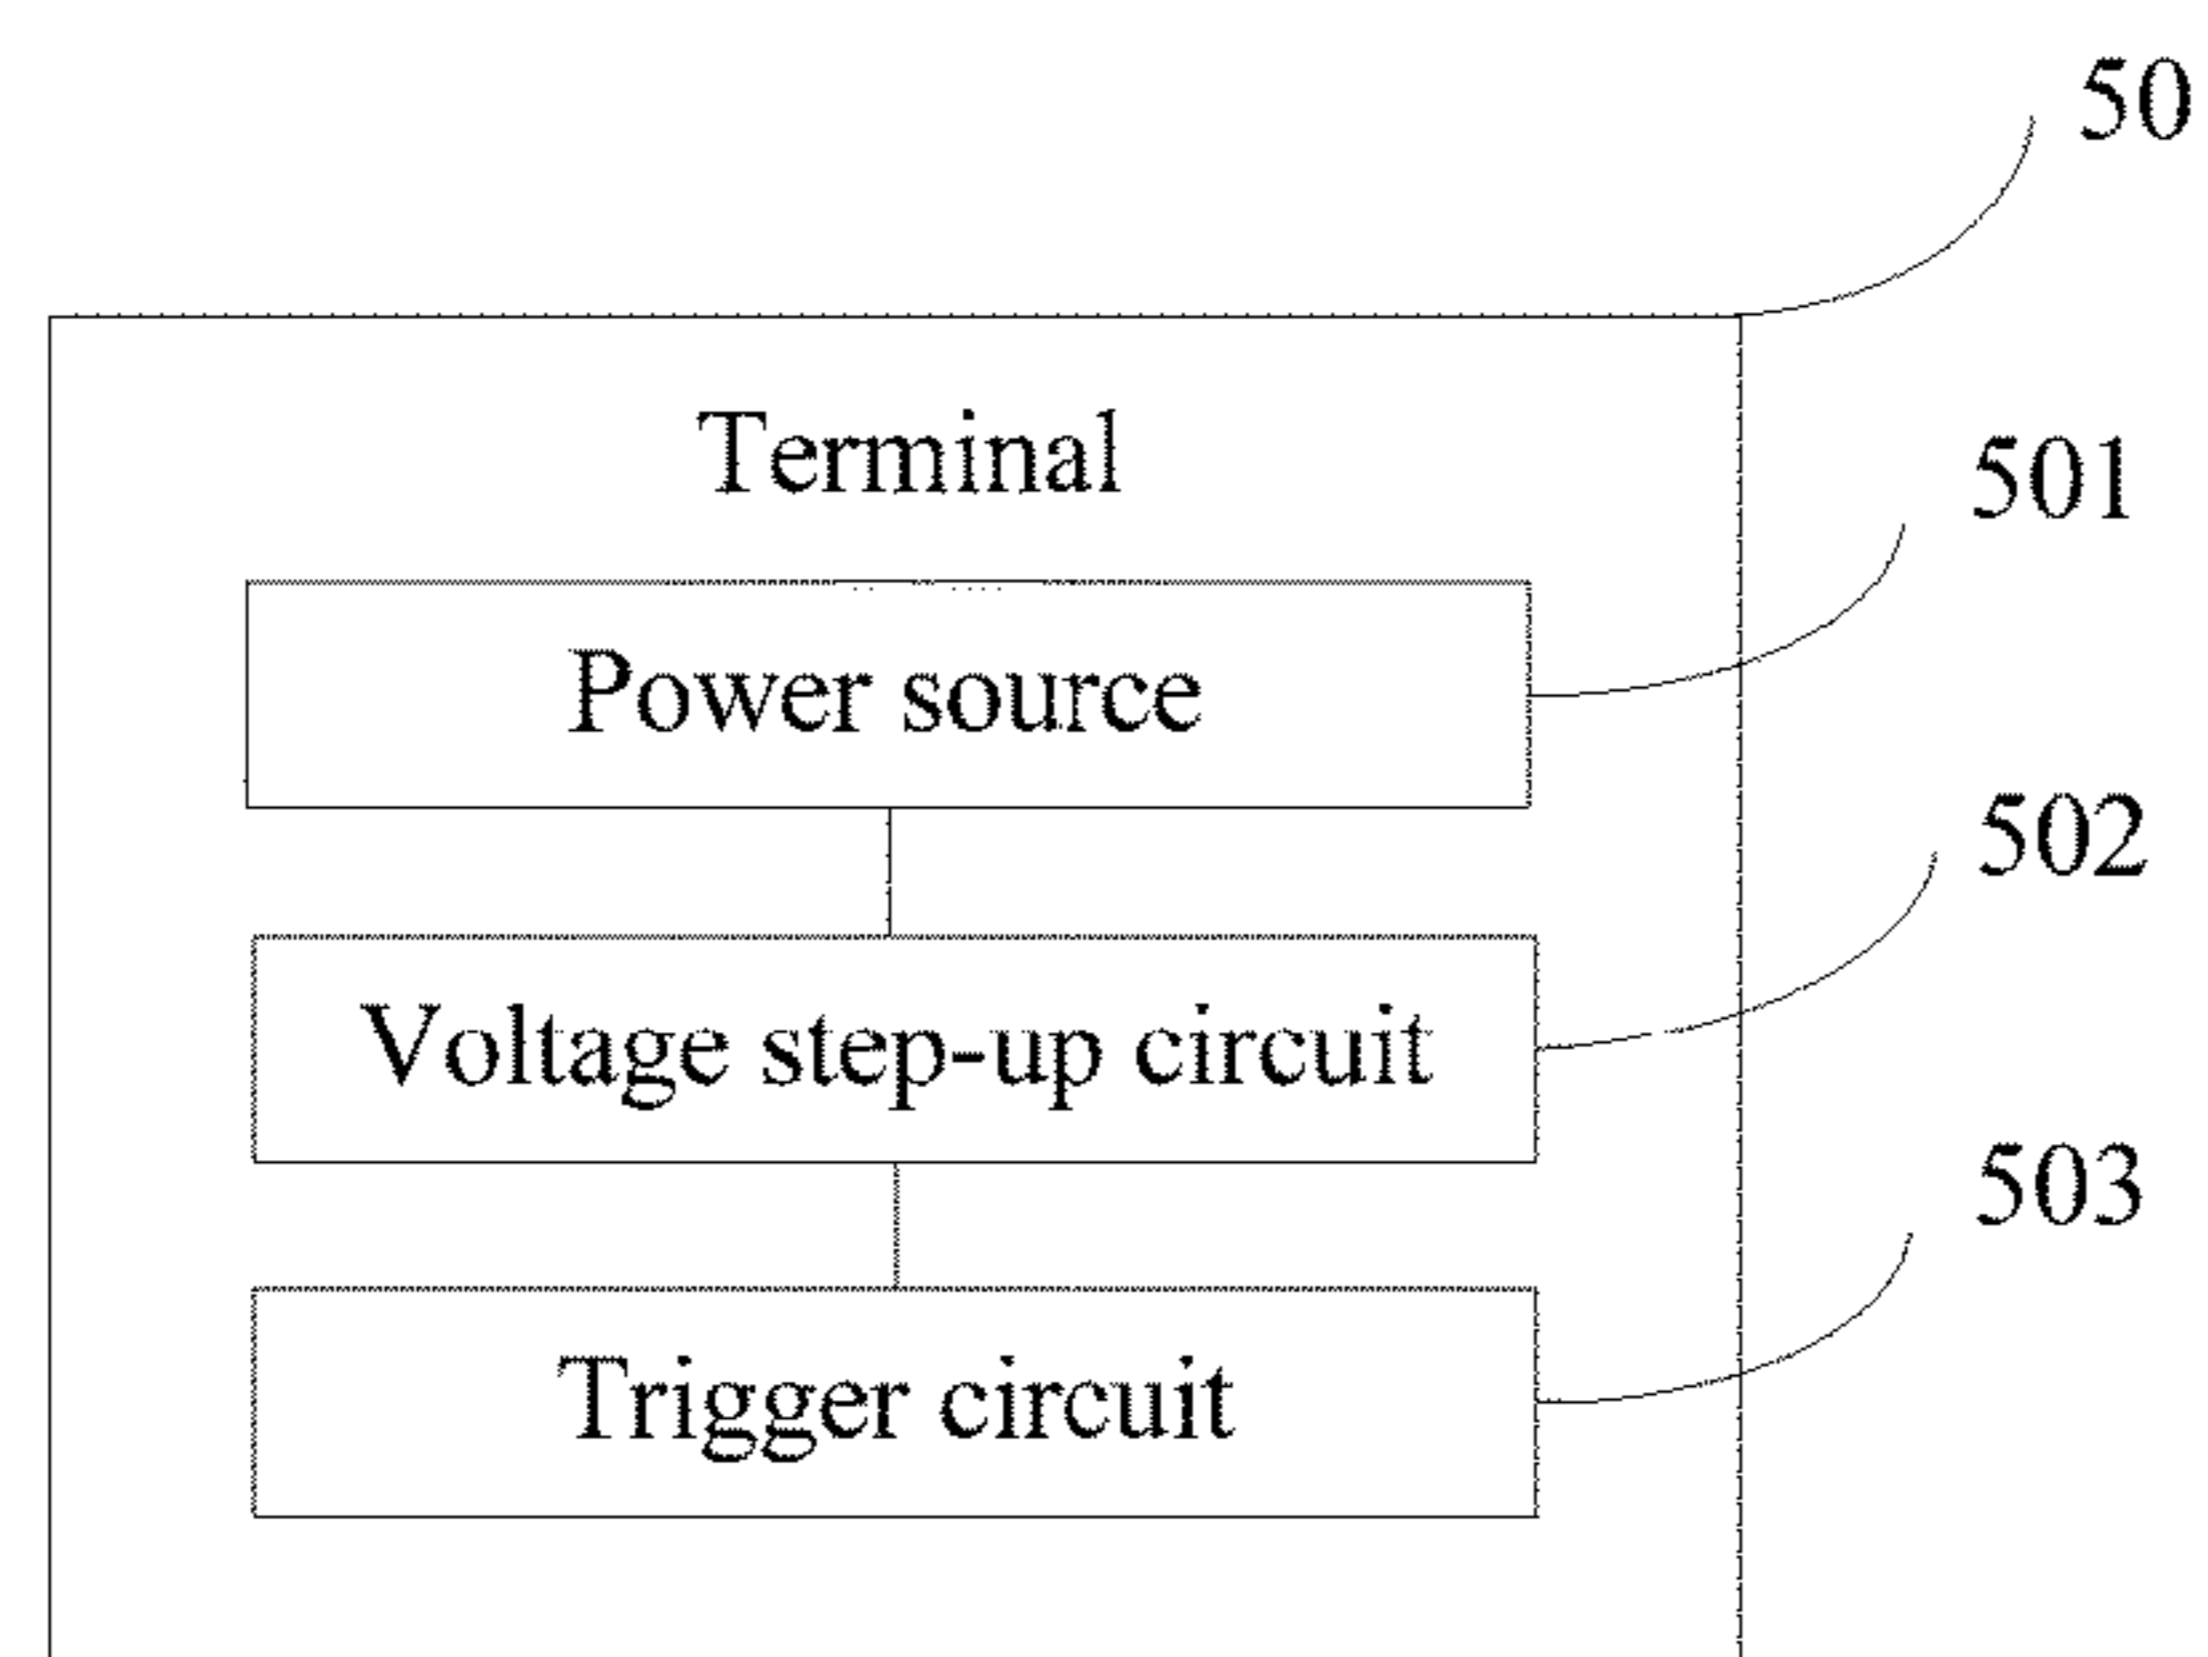 50
Terminal
501
Power source
502
Voltage step-up circuit
503
Trigger circuit